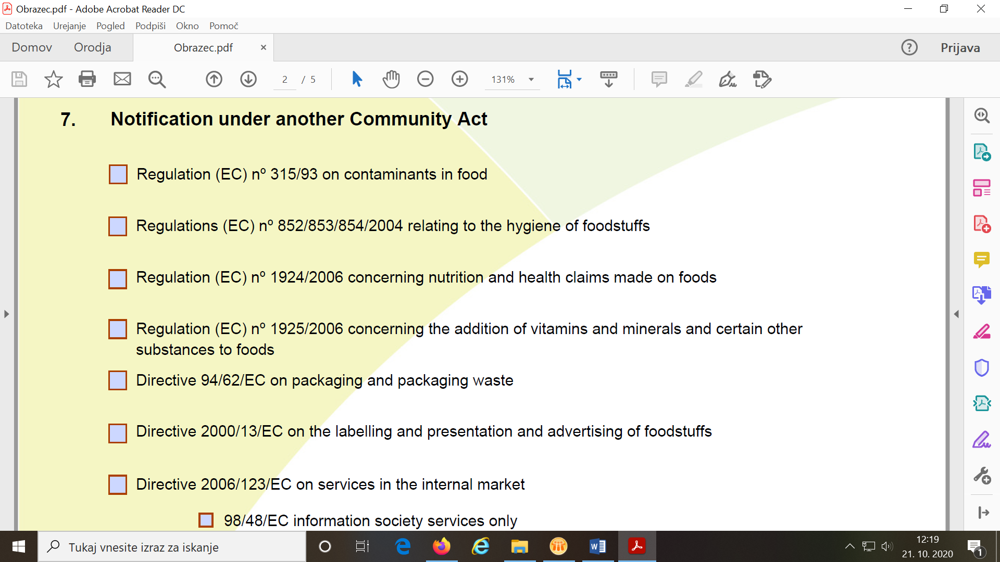 Obrazec.pdf - Adobe Acrobat Reader DC
Datoteka Urejanje Pogled Podpiši Okno Pomoč
Domov Orodja Obrazec.pdf × ? Prijava
2 / 5 131%
7. Notification under another Community Act
Regulation (EC) nº 315/93 on contaminants in food
Regulations (EC) nº 852/853/854/2004 relating to the hygiene of foodstuffs
Regulation (EC) nº 1924/2006 concerning nutrition and health claims made on foods
Regulation (EC) nº 1925/2006 concerning the addition of vitamins and minerals and certain other
substances to foods
Directive 94/62/EC on packaging and packaging waste
Directive 2000/13/EC on the labelling and presentation and advertising of foodstuffs
Directive 2006/123/EC on services in the internal market
98/48/EC information society services only
Tukaj vnesite izraz za iskanje
12:19
21. 10. 2020
1